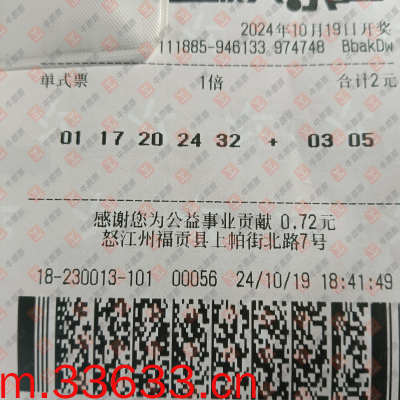 2024年10月19日开奖
111885-946133 974748 BbakDw
单式票 1倍 合计2元
01 17 20 24 32 + 03 05
感谢您为公益事业贡献 0.72元
怒江州福贡县上帕街北路7号
18-230013-101 00056 24/10/19 18:41:49
m.33633.cn